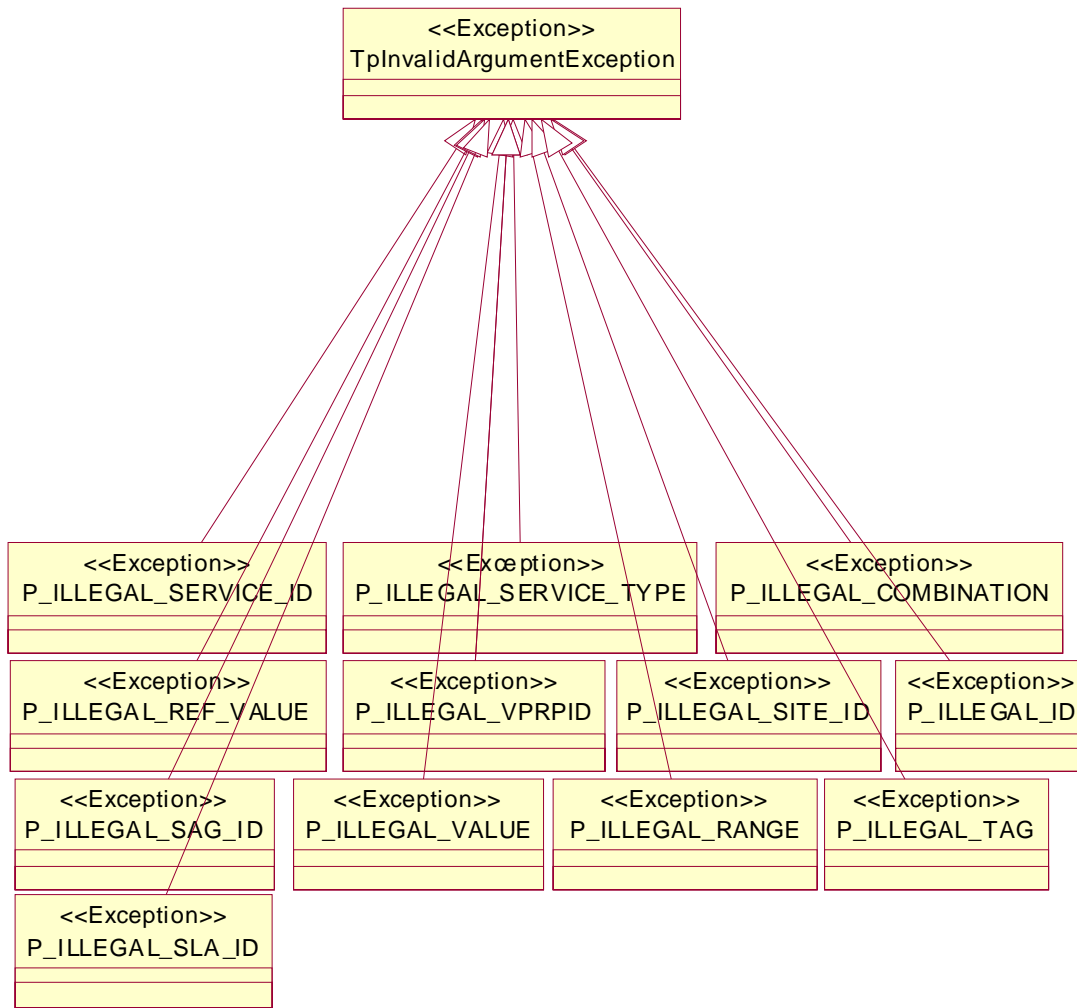 <<Exception>>
TpInvalidArgumentException
<<Exception>>
P_ILLEGAL_SERVICE_ID
<<Exception>>
P_ILLEGAL_SERVICE_TYPE
<<Exception>>
P_ILLEGAL_COMBINATION
<<Exception>>
P_ILLEGAL_REF_VALUE
<<Exception>>
P_ILLEGAL_VPRPID
<<Exception>>
P_ILLEGAL_SITE_ID
<<Exception>>
P_ILLEGAL_ID
<<Exception>>
P_ILLEGAL_SAG_ID
<<Exception>>
P_ILLEGAL_VALUE
<<Exception>>
P_ILLEGAL_RANGE
<<Exception>>
P_ILLEGAL_TAG
<<Exception>>
P_ILLEGAL_SLA_ID